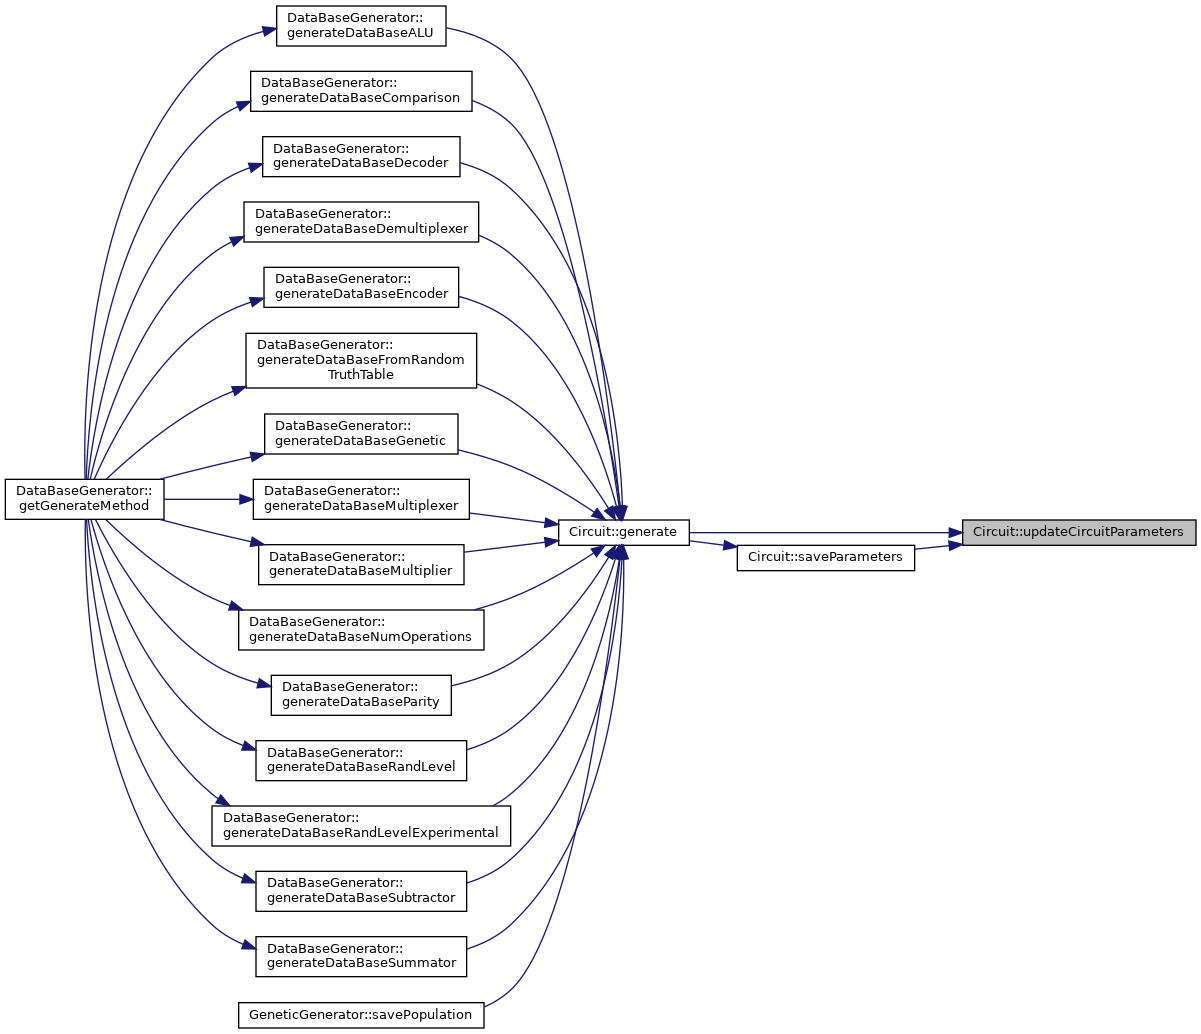 DataBaseGenerator::
generateDataBaseALU
DataBaseGenerator::
generateDataBaseComparison
DataBaseGenerator::
generateDataBaseDecoder
DataBaseGenerator::
generateDataBaseDemultiplexer
DataBaseGenerator::
generateDataBaseEncoder
DataBaseGenerator::
generateDataBaseFromRandom
TruthTable
DataBaseGenerator::
generateDataBaseGenetic
DataBaseGenerator::
getGenerateMethod
DataBaseGenerator::
generateDataBaseMultiplexer
Circuit::generate
Circuit::updateCircuitParameters
Circuit::saveParameters
DataBaseGenerator::
generateDataBaseMultiplier
DataBaseGenerator::
generateDataBaseNumOperations
DataBaseGenerator::
generateDataBaseParity
DataBaseGenerator::
generateDataBaseRandLevel
DataBaseGenerator::
generateDataBaseRandLevelExperimental
DataBaseGenerator::
generateDataBaseSubtractor
DataBaseGenerator::
generateDataBaseSummator
GeneticGenerator::savePopulation